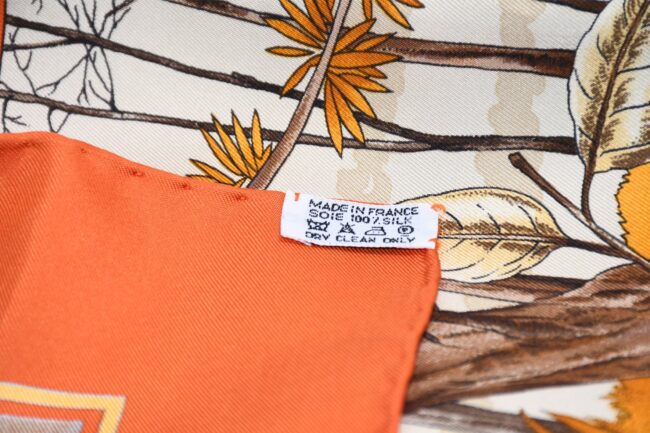 MADE IN FRANCE
SOIE 100% SILK
DRY CLEAN ONLY